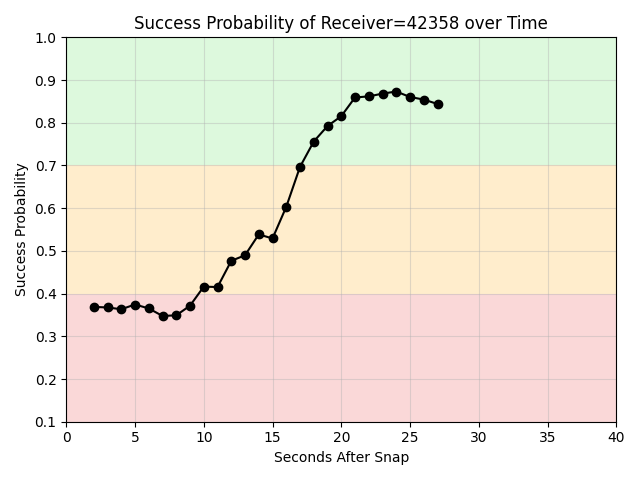 Success Probability of Receiver=42358 over Time
1.0
0.9
0.8
0.7
0.6
0.5
0.4
0.3
0.2
0.1
Success Probability
0 5 10 15 20 25 30 35 40
Seconds After Snap